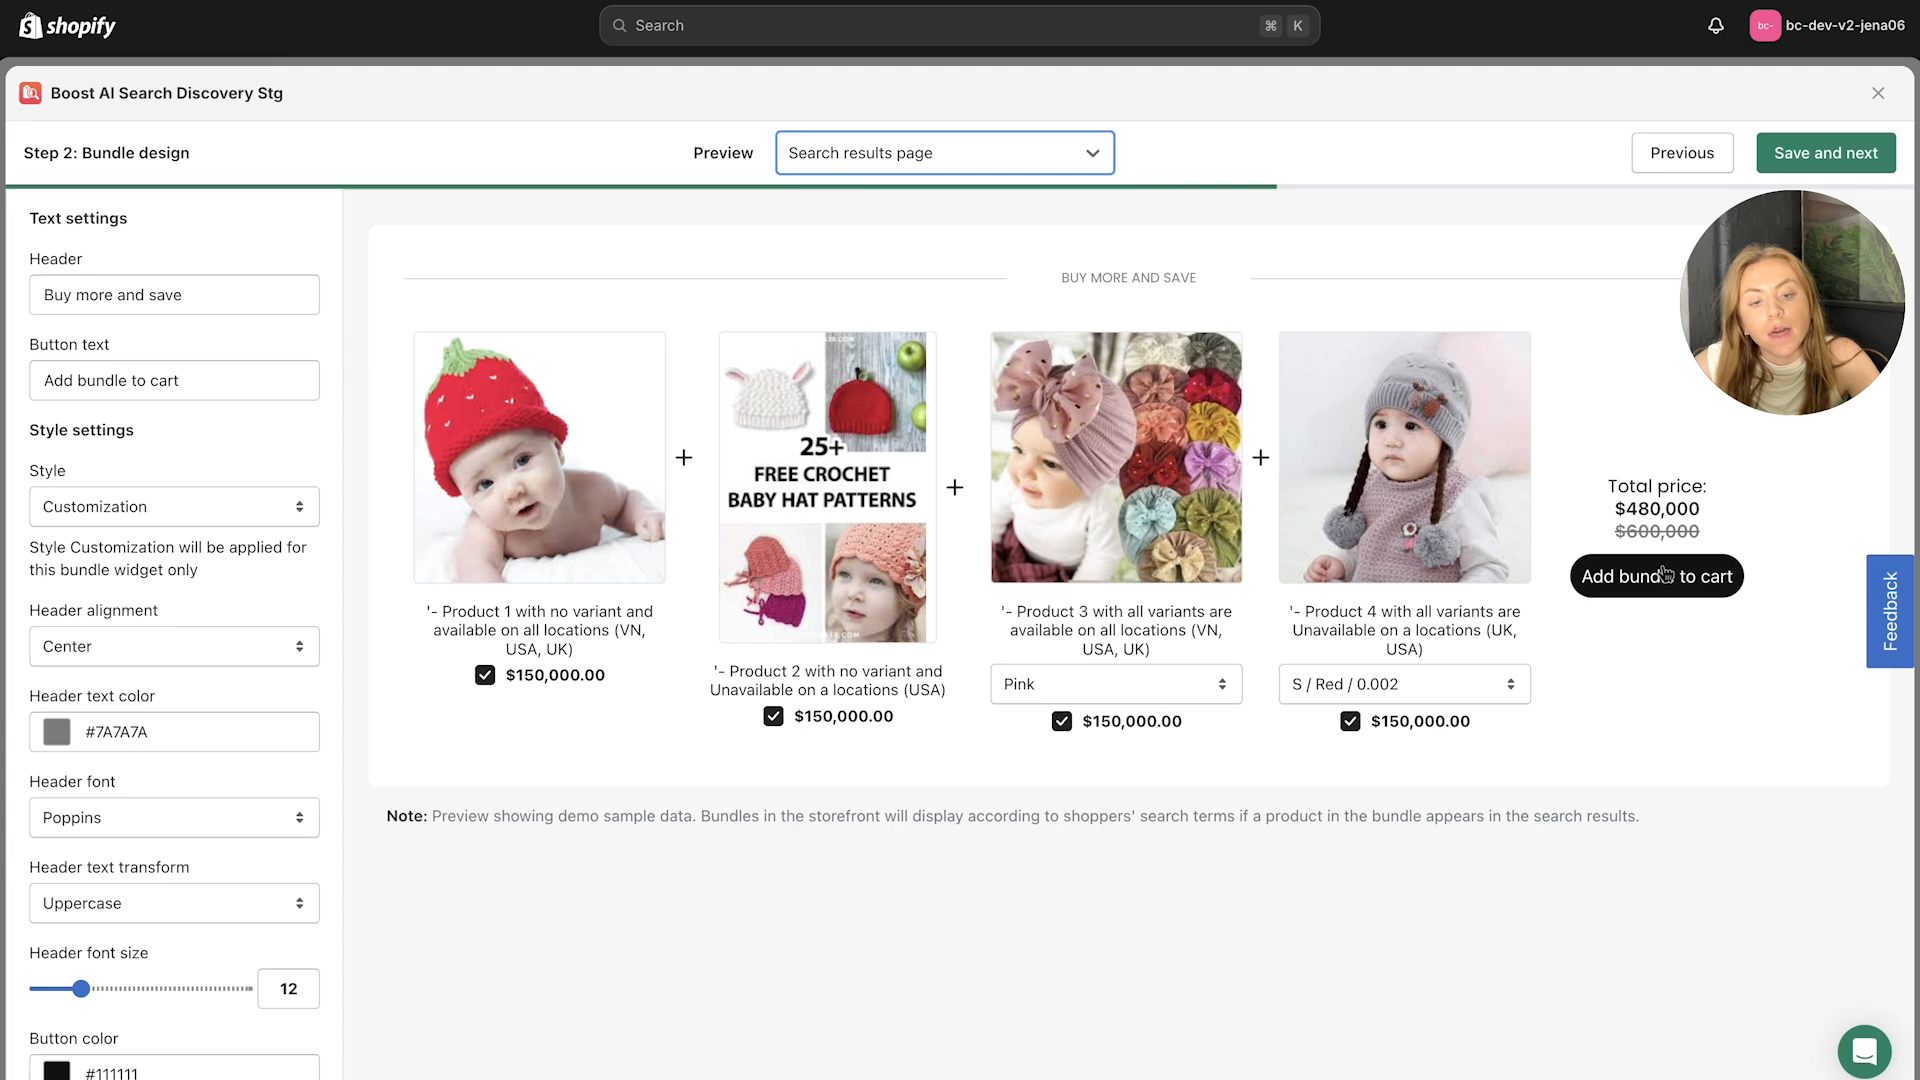 shopify
Search
⌘ K
bc-
bc-dev-v2-jena06
Boost AI Search Discovery Stg
Step 2: Bundle design
Preview
Search results page
Previous
Save and next
Text settings
Header
Buy more and save
Button text
Add bundle to cart
Style settings
Style
Customization
Style Customization will be applied for
this bundle widget only
Header alignment
Center
Header text color
#7A7A7A
Header font
Poppins
Header text transform
Uppercase
Header font size
12
Button color
#111111
BUY MORE AND SAVE
25+
FREE CROCHET
BABY HAT PATTERNS
+
+
+
'- Product 1 with no variant and
available on all locations (VN,
USA, UK)
$150,000.00
'- Product 2 with no variant and
Unavailable on a locations (USA)
$150,000.00
'- Product 3 with all variants are
available on all locations (VN,
USA, UK)
Pink
$150,000.00
'- Product 4 with all variants are
Unavailable on a locations (UK,
USA)
S / Red / 0.002
$150,000.00
Total price:
$480,000
$600,000
Add bundle to cart
Feedback
Note: Preview showing demo sample data. Bundles in the storefront will display according to shoppers' search terms if a product in the bundle appears in the search results.